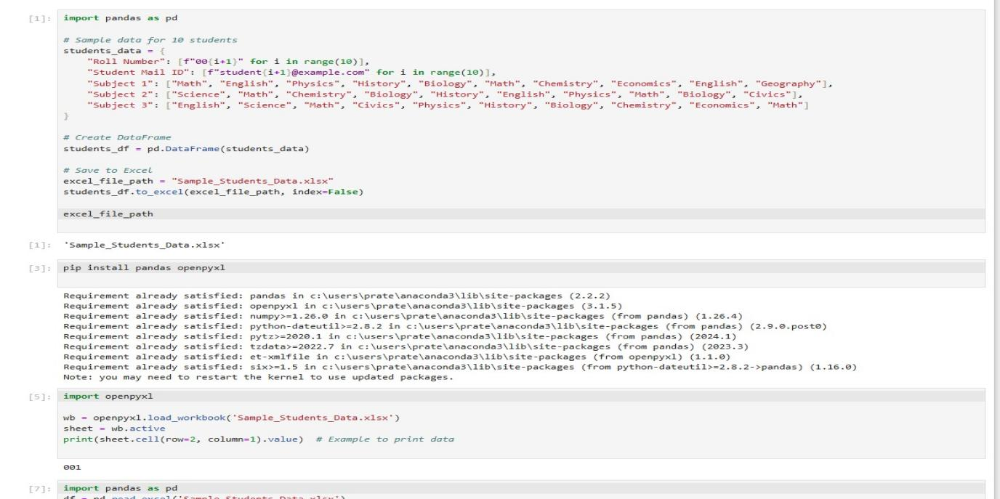 [1]: import pandas as pd
# Sample data for 10 students
students_data = {
"Roll Number": [f"00{i+1}" for i in range(10)],
"Student Mail ID": [f"student{i+1}@example.com" for i in range(10)],
"Subject 1": ["Math", "English", "Physics", "History", "Biology", "Math", "Chemistry", "Economics", "English", "Geography"],
"Subject 2": ["Science", "Math", "Chemistry", "Biology", "History", "English", "Physics", "Math", "Biology", "Civics"],
"Subject 3": ["English", "Science", "Math", "Civics", "Physics", "History", "Biology", "Chemistry", "Economics", "Math"]
}
# Create DataFrame
students_df = pd.DataFrame(students_data)
# Save to Excel
excel_file_path = "Sample_Students_Data.xlsx"
students_df.to_excel(excel_file_path, index=False)
excel_file_path
[1]: 'Sample_Students_Data.xlsx'
[3]: pip install pandas openpyxl
Requirement already satisfied: pandas in c:\users\prate\anaconda3\lib\site-packages (2.2.2)
Requirement already satisfied: openpyxl in c:\users\prate\anaconda3\lib\site-packages (3.1.5)
Requirement already satisfied: numpy>=1.26.0 in c:\users\prate\anaconda3\lib\site-packages (from pandas) (1.26.4)
Requirement already satisfied: python-dateutil>=2.8.2 in c:\users\prate\anaconda3\lib\site-packages (from pandas) (2.9.0.post0)
Requirement already satisfied: pytz>=2020.1 in c:\users\prate\anaconda3\lib\site-packages (from pandas) (2024.1)
Requirement already satisfied: tzdata>=2022.7 in c:\users\prate\anaconda3\lib\site-packages (from pandas) (2023.3)
Requirement already satisfied: et-xmlfile in c:\users\prate\anaconda3\lib\site-packages (from openpyxl) (1.1.0)
Requirement already satisfied: six>=1.5 in c:\users\prate\anaconda3\lib\site-packages (from python-dateutil>=2.8.2->pandas) (1.16.0)
Note: you may need to restart the kernel to use updated packages.
[5]: import openpyxl
wb = openpyxl.load_workbook('Sample_Students_Data.xlsx')
sheet = wb.active
print(sheet.cell(row=2, column=1).value) # Example to print data
001
[7]: import pandas as pd
df = pd.read_excel('Sample_Students_Data.xlsx')